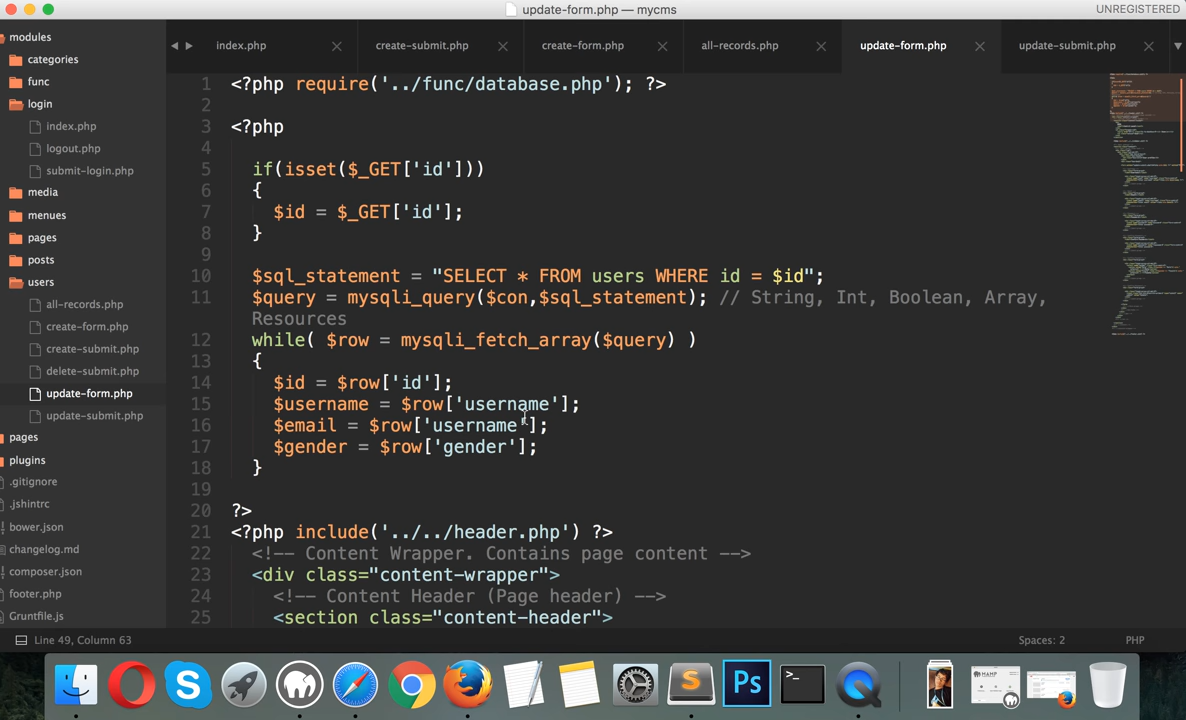 update-form.php — mycms
UNREGISTERED
modules
categories
func
login
index.php
logout.php
submit-login.php
media
menues
pages
posts
users
all-records.php
create-form.php
create-submit.php
delete-submit.php
update-form.php
update-submit.php
pages
plugins
.gitignore
.jshintrc
bower.json
changelog.md
composer.json
footer.php
Gruntfile.js
index.php
create-submit.php
create-form.php
all-records.php
update-form.php
update-submit.php
1 <?php require('../func/database.php'); ?>
2
3 <?php
4
5 if(isset($_GET['id']))
6 {
7 $id = $_GET['id'];
8 }
9
10 $sql_statement = "SELECT * FROM users WHERE id = $id";
11 $query = mysqli_query($con,$sql_statement); // String, Int, Boolean, Array,
Resources
12 while( $row = mysqli_fetch_array($query) )
13 {
14 $id = $row['id'];
15 $username = $row['username'];
16 $email = $row['username'];
17 $gender = $row['gender'];
18 }
19
20 ?>
21 <?php include('../../header.php') ?>
22 <!-- Content Wrapper. Contains page content -->
23 <div class="content-wrapper">
24 <!-- Content Header (Page header) -->
25 <section class="content-header">
Line 49, Column 63
Spaces: 2
PHP
S
S
Ps
>_